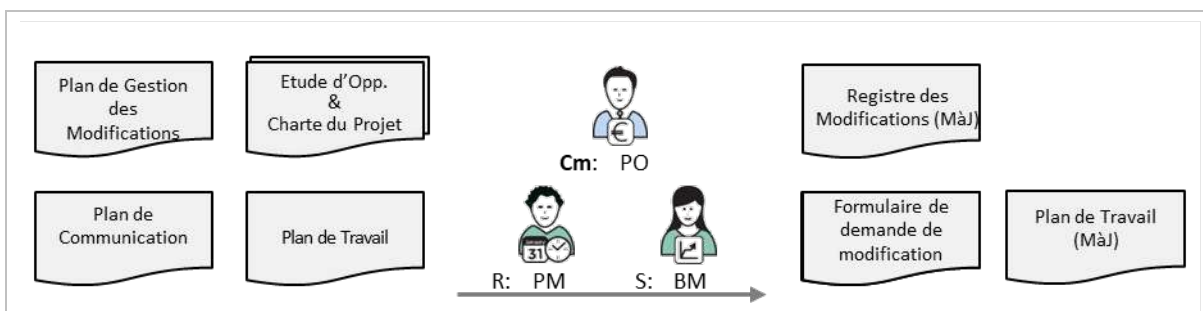 Plan de Gestion
des
Modifications
Etude d'Opp.
&
Charte du Projet
€
Cm: PO
Registre des
Modifications (MàJ)
Plan de
Communication
Plan de Travail
31
R: PM
S: BM
Formulaire de
demande de
modification
Plan de Travail
(MàJ)